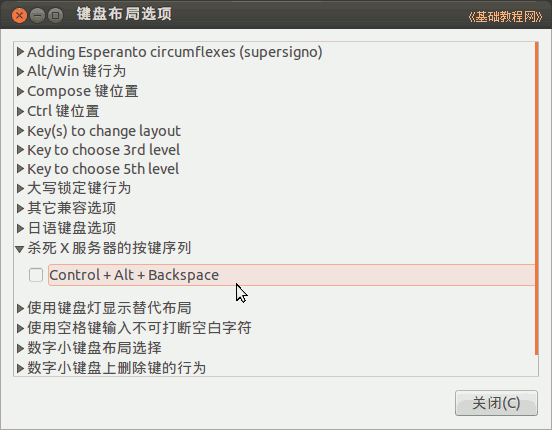 键盘布局选项
《基础教程网》
Adding Esperanto circumflexes (supersigno)
Alt/Win 键行为
Compose 键位置
Ctrl 键位置
Key(s) to change layout
Key to choose 3rd level
Key to choose 5th level
大写锁定键行为
其它兼容选项
日语键盘选项
杀死 X 服务器的按键序列
Control + Alt + Backspace
使用键盘灯显示替代布局
使用空格键输入不可打断空白字符
数字小键盘布局选择
数字小键盘上删除键的行为
关闭(C)